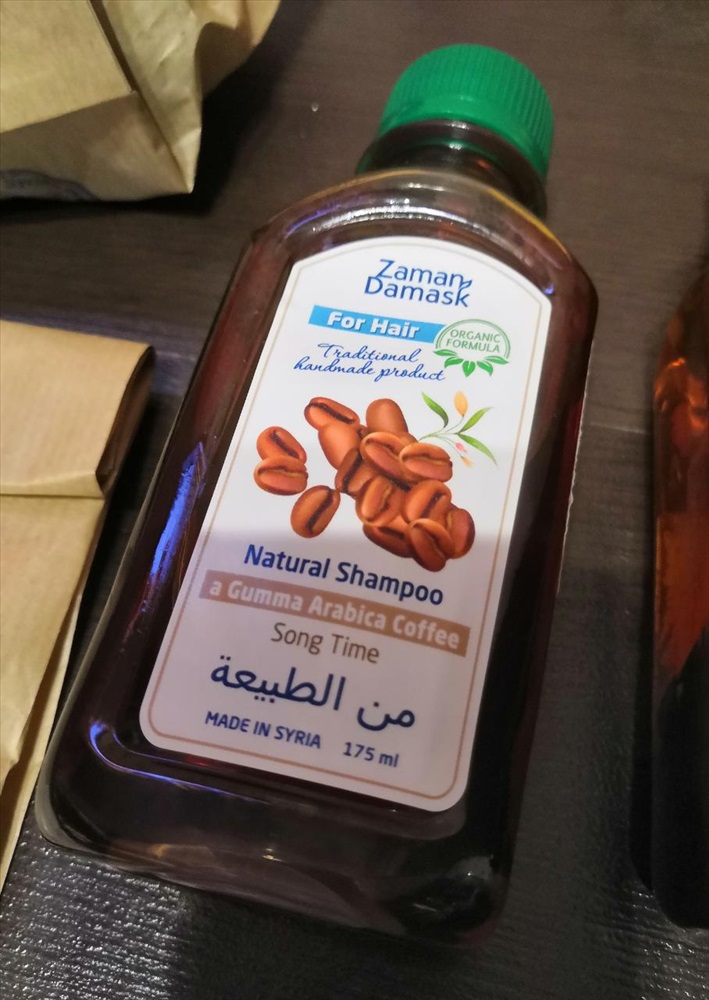 Zaman
Damask
For Hair
ORGANIC
FORMULA
Traditional
handmade product
Natural Shampoo
a Gumma Arabica Coffee
Song Time
من الطبيعة
MADE IN SYRIA 175 ml